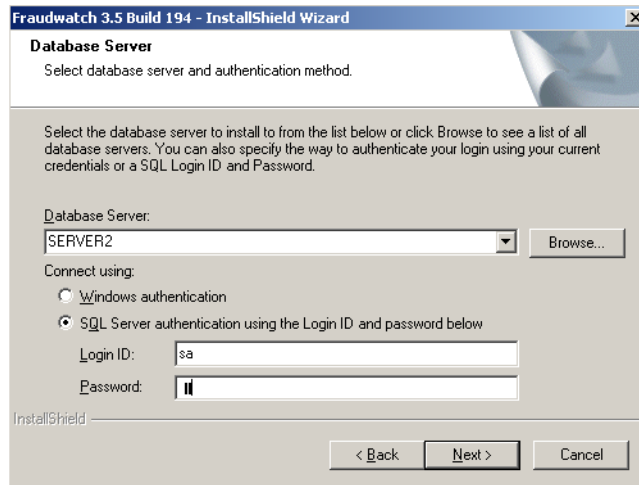 Fraudwatch 3.5 Build 194 - InstallShield Wizard
Database Server
Select database server and authentication method.
Select the database server to install to from the list below or click Browse to see a list of all
database servers. You can also specify the way to authenticate your login using your current
credentials or a SQL Login ID and Password.
Database Server:
SERVER2
Browse...
Connect using:
Windows authentication
SQL Server authentication using the Login ID and password below
Login ID:
sa
Password:
InstallShield
< Back
Next >
Cancel